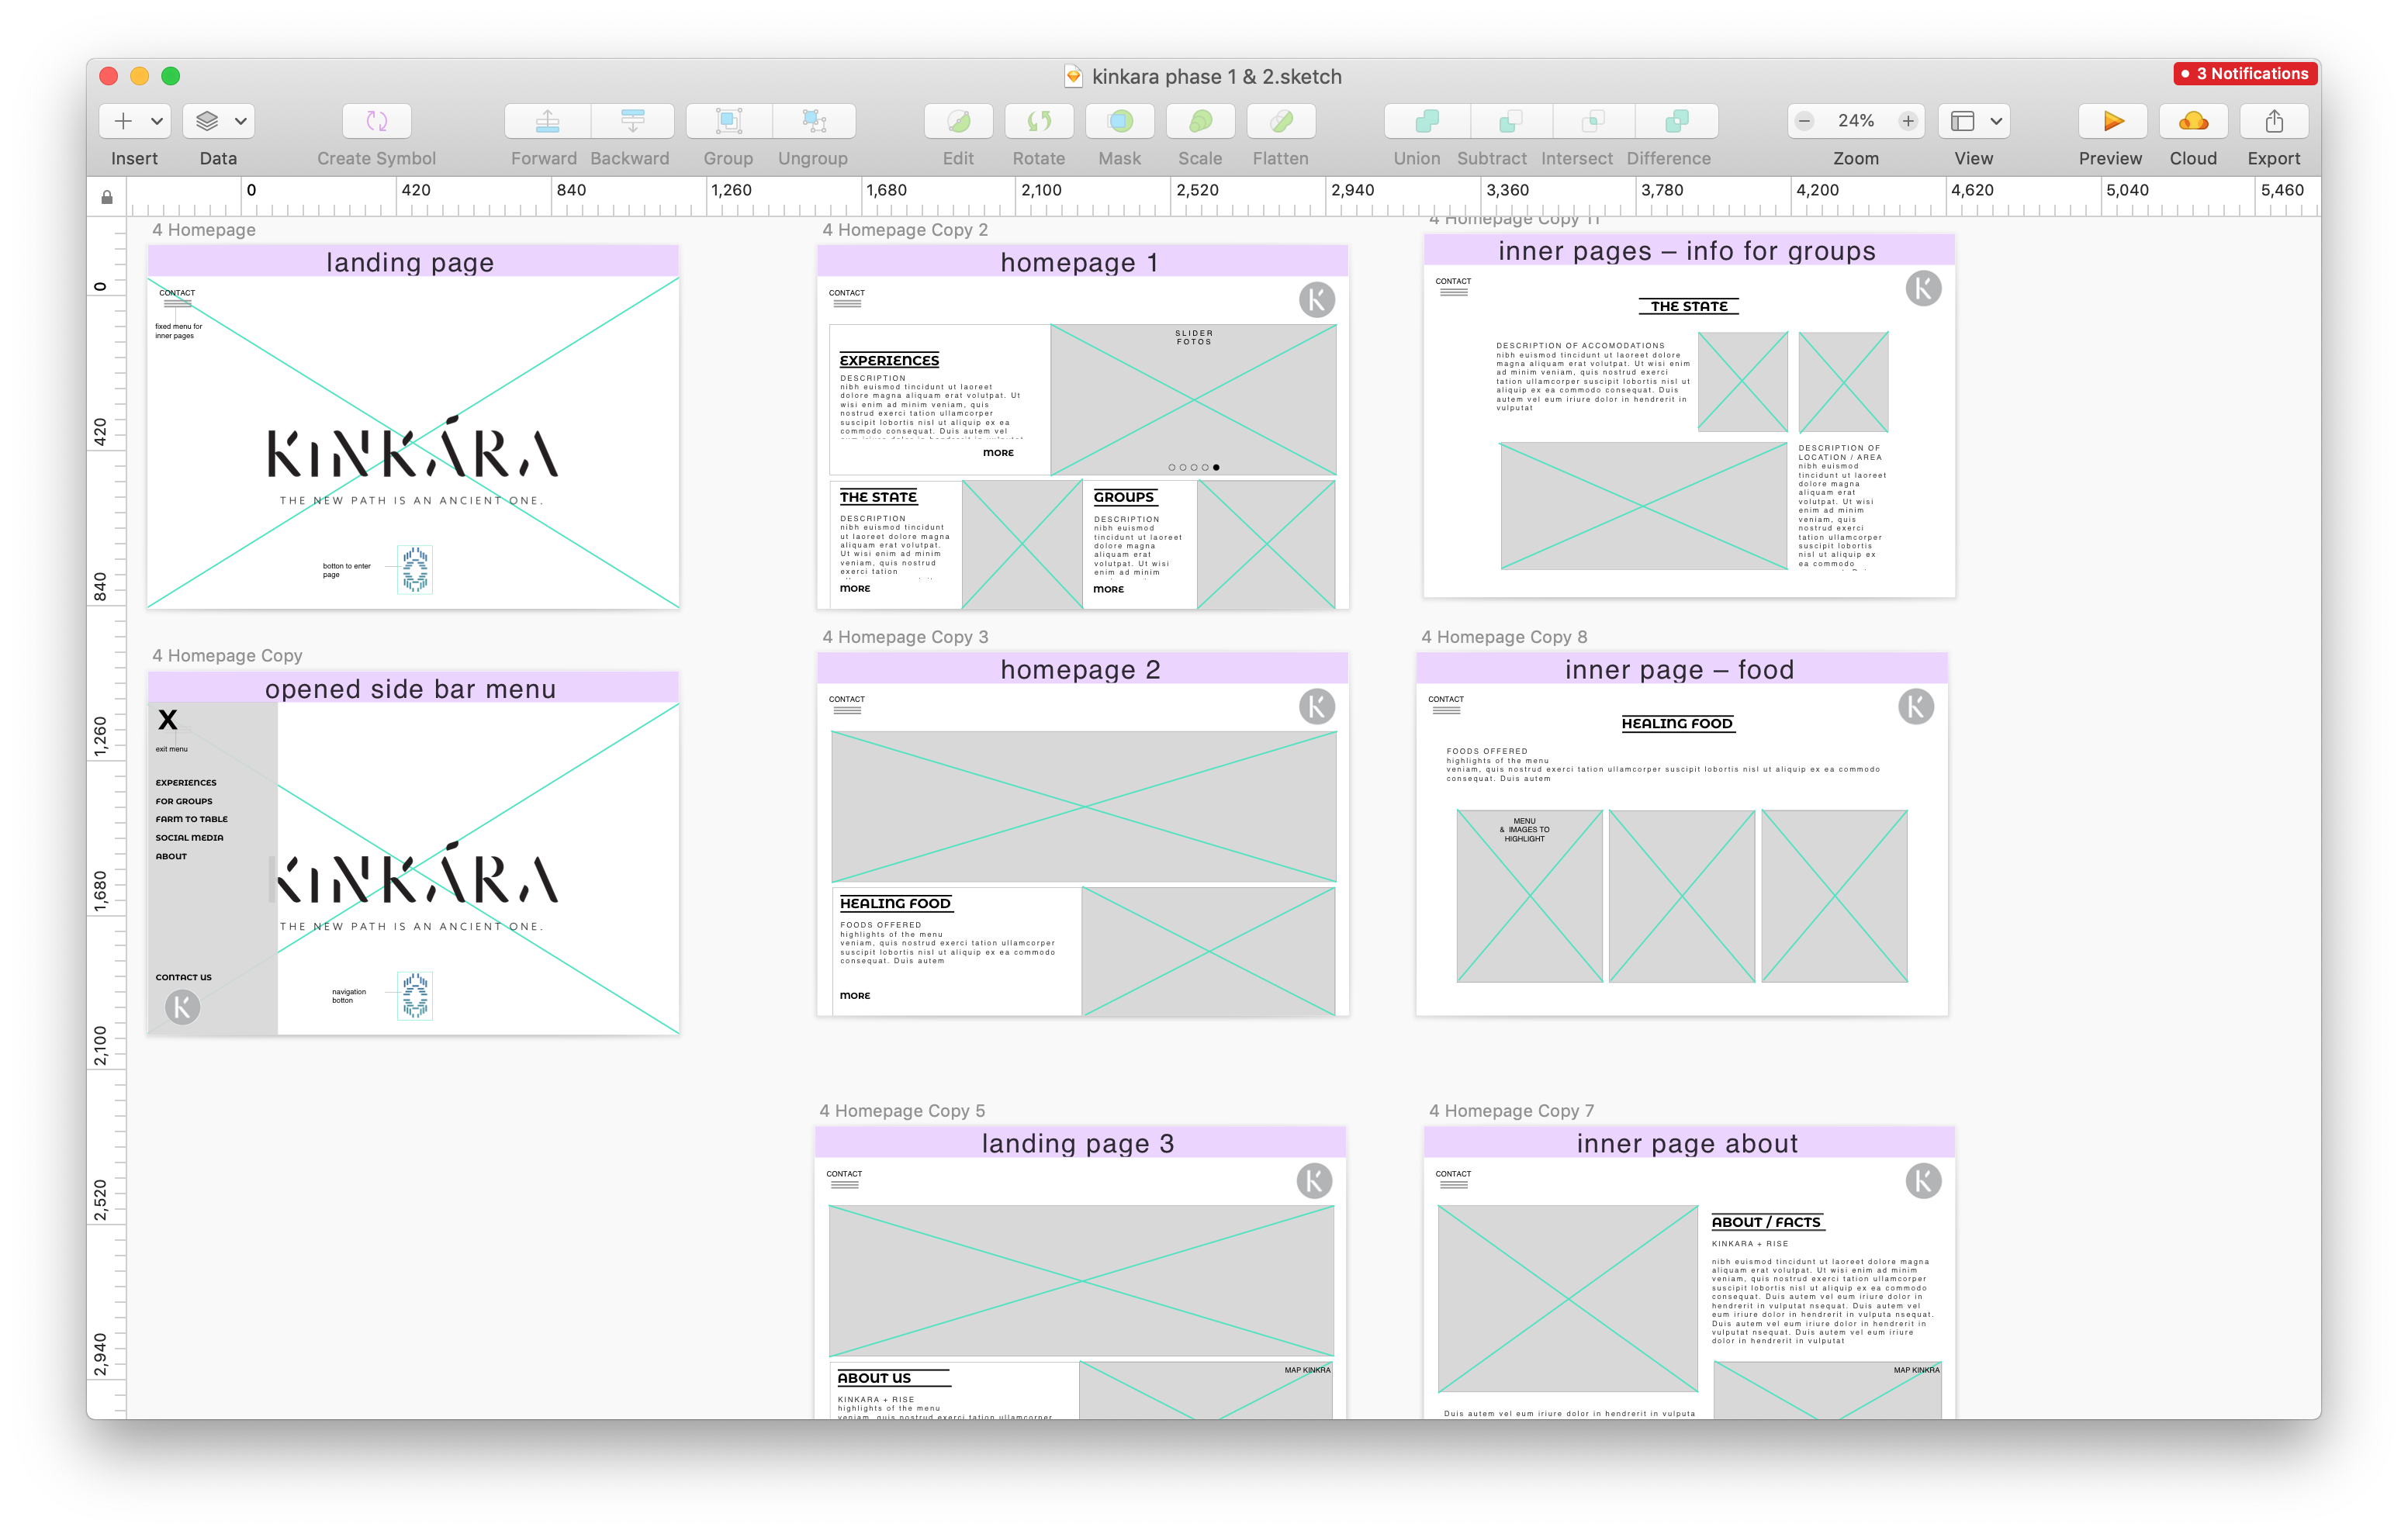 kinkara phase 1 & 2.sketch
3 Notifications
24%
Insert
Data
Create Symbol
Forward
Backward
Group
Ungroup
Edit
Rotate
Mask
Scale
Flatten
Union
Subtract
Intersect
Difference
Zoom
View
Preview
Cloud
Export
0
420
840
1,260
1,680
2,100
2,520
2,940
3,360
3,780
4,200
4,620
5,040
5,460
0
420
840
1,260
1,680
2,100
2,520
2,940
4 Homepage
landing page
CONTACT
fixed menu for
inner pages
KINKÁRA
THE NEW PATH IS AN ANCIENT ONE.
botton to enter
page
4 Homepage Copy
opened side bar menu
X
exit menu
EXPERIENCES
FOR GROUPS
FARM TO TABLE
SOCIAL MEDIA
ABOUT
KINKÁRA
THE NEW PATH IS AN ANCIENT ONE.
CONTACT US
K
navigation
botton
4 Homepage Copy 2
homepage 1
CONTACT
K
EXPERIENCES
DESCRIPTION
nibh euismod tincidunt ut laoreet
dolore magna aliquam erat volutpat. Ut
wisi enim ad minim veniam, quis
nostrud exerci tation ullamcorper
suscipit lobortis nisl ut aliquip ex ea
commodo consequat. Duis autem vel
MORE
SLIDER
FOTOS
THE STATE
DESCRIPTION
nibh euismod tincidunt
ut laoreet dolore magna
aliquam erat volutpat.
Ut wisi enim ad minim
veniam, quis nostrud
exerci tation
MORE
GROUPS
DESCRIPTION
nibh euismod
tincidunt ut laoreet
dolore magna
aliquam erat
volutpat. Ut wisi
enim ad minim
MORE
4 Homepage Copy 3
homepage 2
CONTACT
K
HEALING FOOD
FOODS OFFERED
highlights of the menu
veniam, quis nostrud exerci tation ullamcorper
suscipit lobortis nisl ut aliquip ex ea commodo
consequat. Duis autem
MORE
4 Homepage Copy 5
landing page 3
CONTACT
K
ABOUT US
KINKARA + RISE
highlights of the menu
veniam, quis nostrud exerci tation ullamcorper
MAP KINKRA
4 Homepage Copy 11
inner pages – info for groups
CONTACT
K
THE STATE
DESCRIPTION OF ACCOMODATIONS
nibh euismod tincidunt ut laoreet dolore
magna aliquam erat volutpat. Ut wisi enim
ad minim veniam, quis nostrud exerci
tation ullamcorper suscipit lobortis nisl ut
aliquip ex ea commodo consequat. Duis
autem vel eum iriure dolor in hendrerit in
vulputat
DESCRIPTION OF
LOCATION / AREA
nibh euismod
tincidunt ut laoreet
dolore magna
aliquam erat
volutpat. Ut wisi
enim ad minim
veniam, quis
nostrud exerci
tation ullamcorper
suscipit lobortis
nisl ut aliquip ex
ea commodo
4 Homepage Copy 8
inner page – food
CONTACT
K
HEALING FOOD
FOODS OFFERED
highlights of the menu
veniam, quis nostrud exerci tation ullamcorper suscipit lobortis nisl ut aliquip ex ea commodo
consequat. Duis autem
MENU
& IMAGES TO
HIGHLIGHT
4 Homepage Copy 7
inner page about
CONTACT
K
ABOUT / FACTS
KINKARA + RISE
nibh euismod tincidunt ut laoreet dolore magna
aliquam erat volutpat. Ut wisi enim ad minim
veniam, quis nostrud exerci tation ullamcorper
suscipit lobortis nisl ut aliquip ex ea commodo
consequat. Duis autem vel eum iriure dolor in
hendrerit in vulputat nsequat. Duis autem vel
eum iriure dolor in hendrerit in vulputa nsequat.
Duis autem vel eum iriure dolor in hendrerit in
vulputat nsequat. Duis autem vel eum iriure
dolor in hendrerit in vulputat
Duis autem vel eum iriure dolor in hendrerit in vulputa
MAP KINKRA